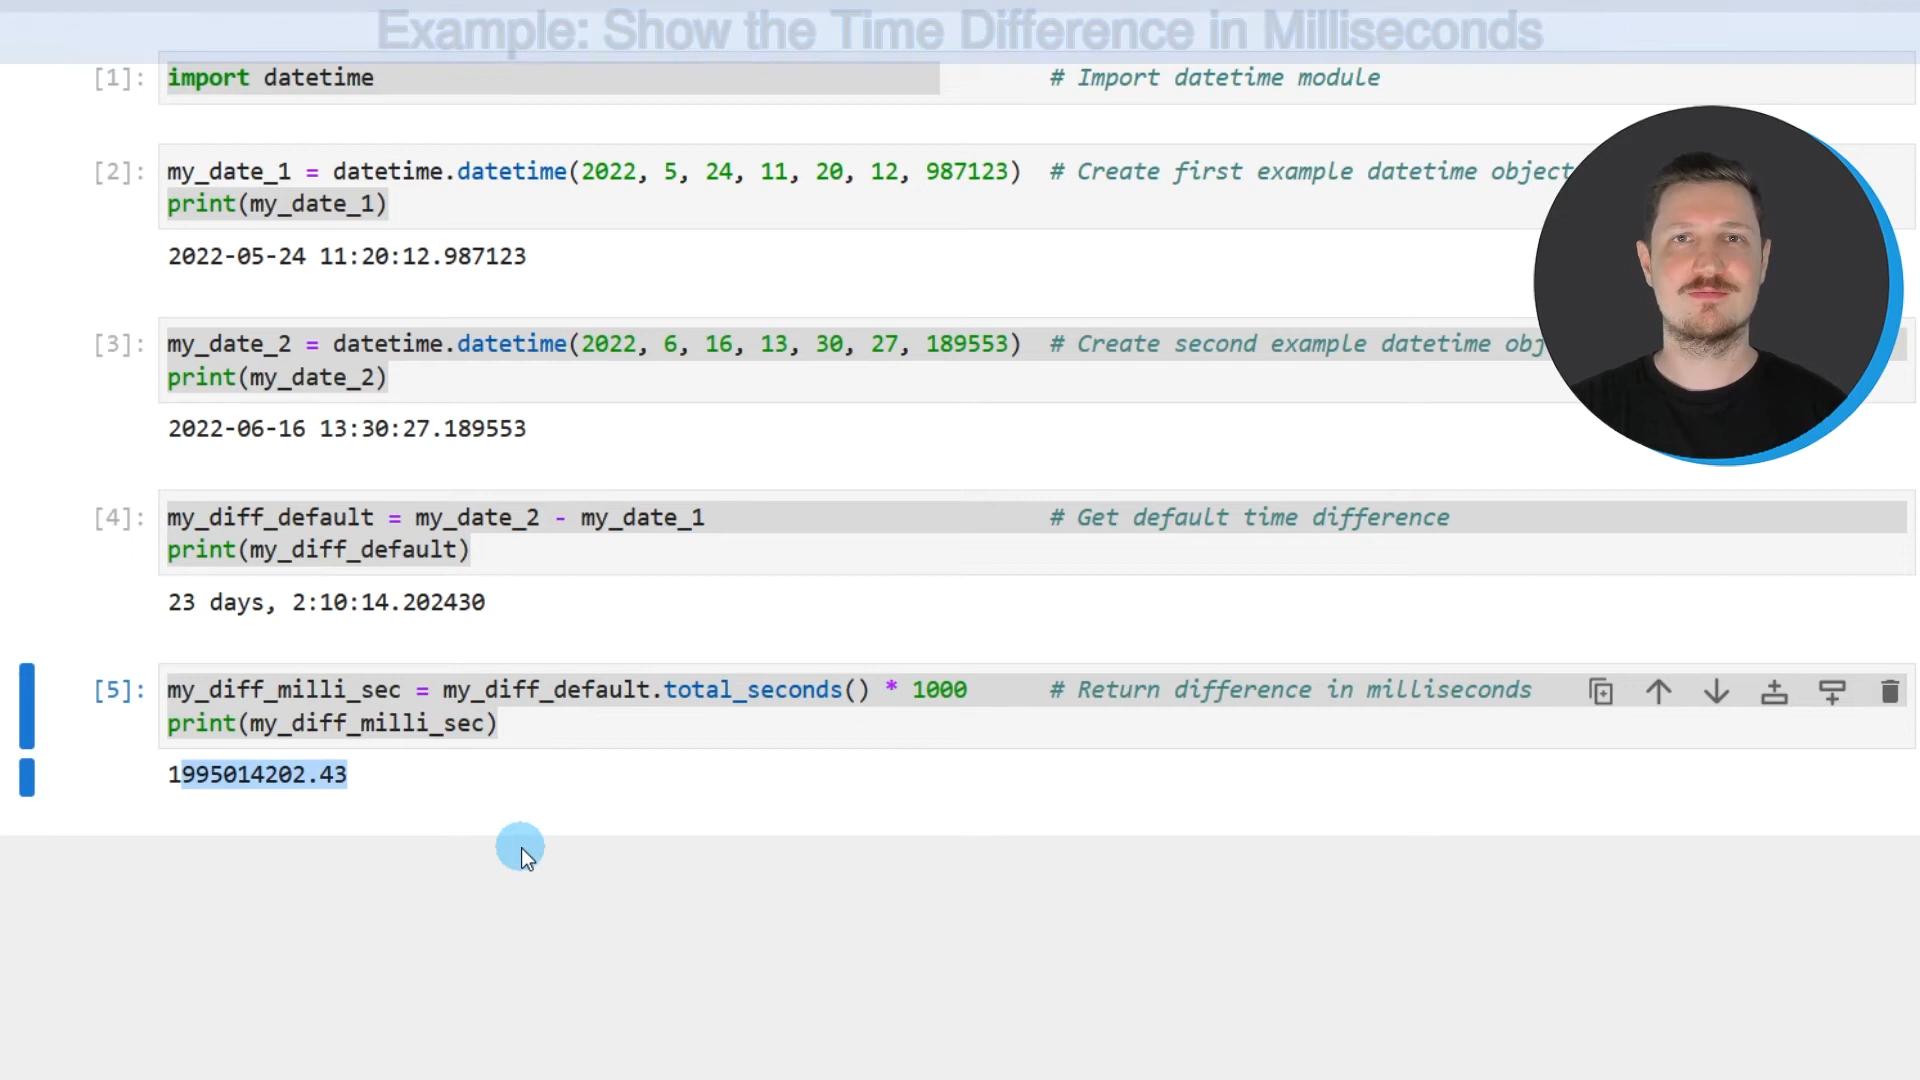 Example: Show the Time Difference in Milliseconds
[1]: import datetime # Import datetime module
[2]: my_date_1 = datetime.datetime(2022, 5, 24, 11, 20, 12, 987123) # Create first example datetime object
print(my_date_1)
2022-05-24 11:20:12.987123
[3]: my_date_2 = datetime.datetime(2022, 6, 16, 13, 30, 27, 189553) # Create second example datetime obj
print(my_date_2)
2022-06-16 13:30:27.189553
[4]: my_diff_default = my_date_2 - my_date_1 # Get default time difference
print(my_diff_default)
23 days, 2:10:14.202430
[5]: my_diff_milli_sec = my_diff_default.total_seconds() * 1000 # Return difference in milliseconds
print(my_diff_milli_sec)
1995014202.43